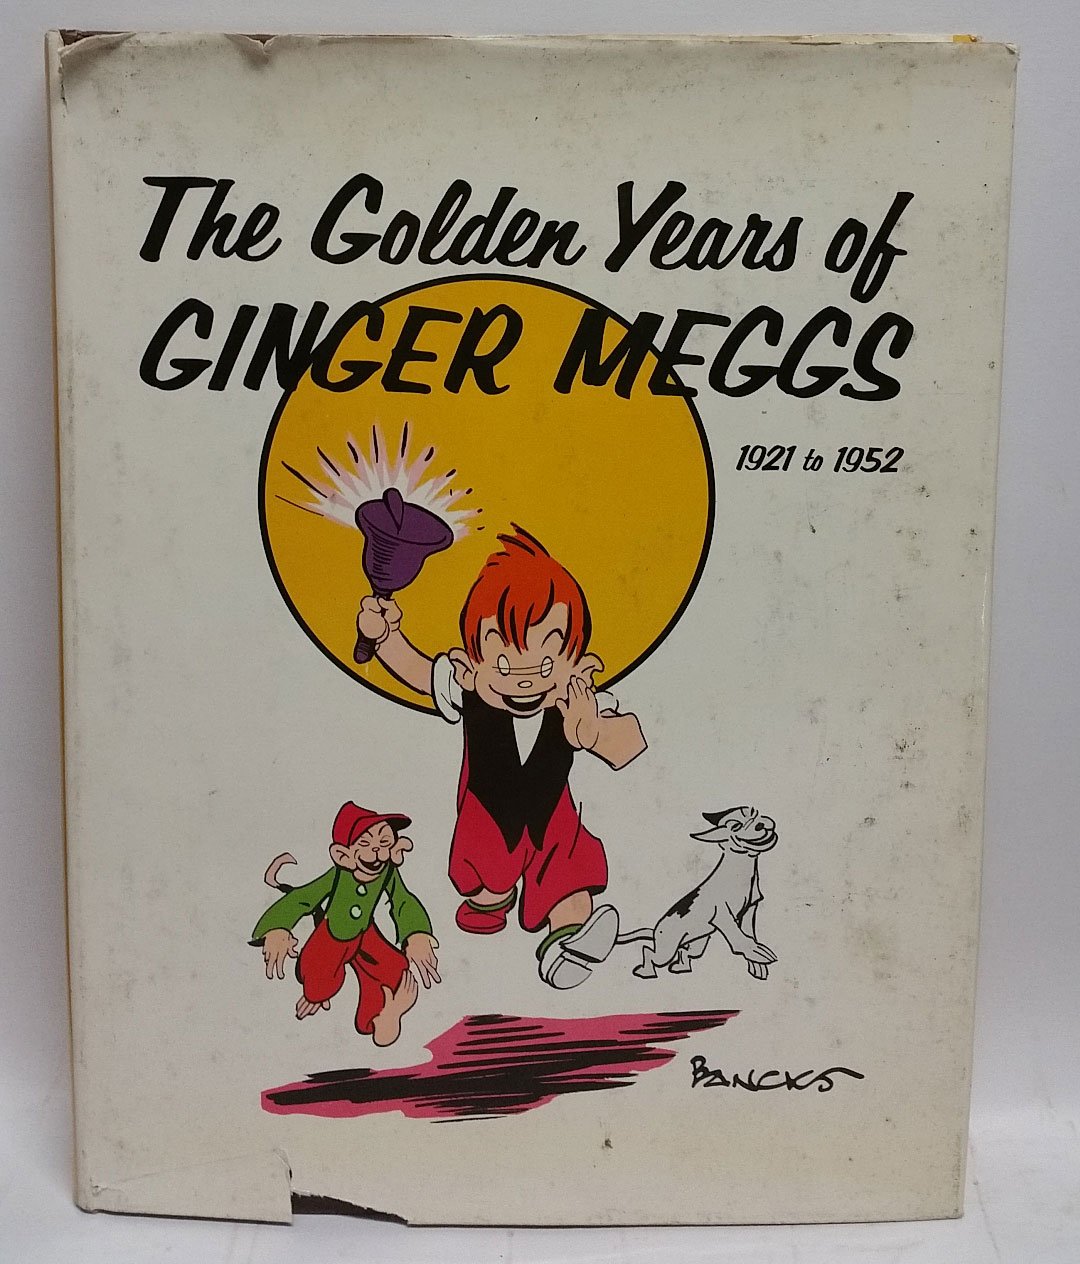 The Golden Years of
GINGER MEGGS
1921 to 1952
BANCKS